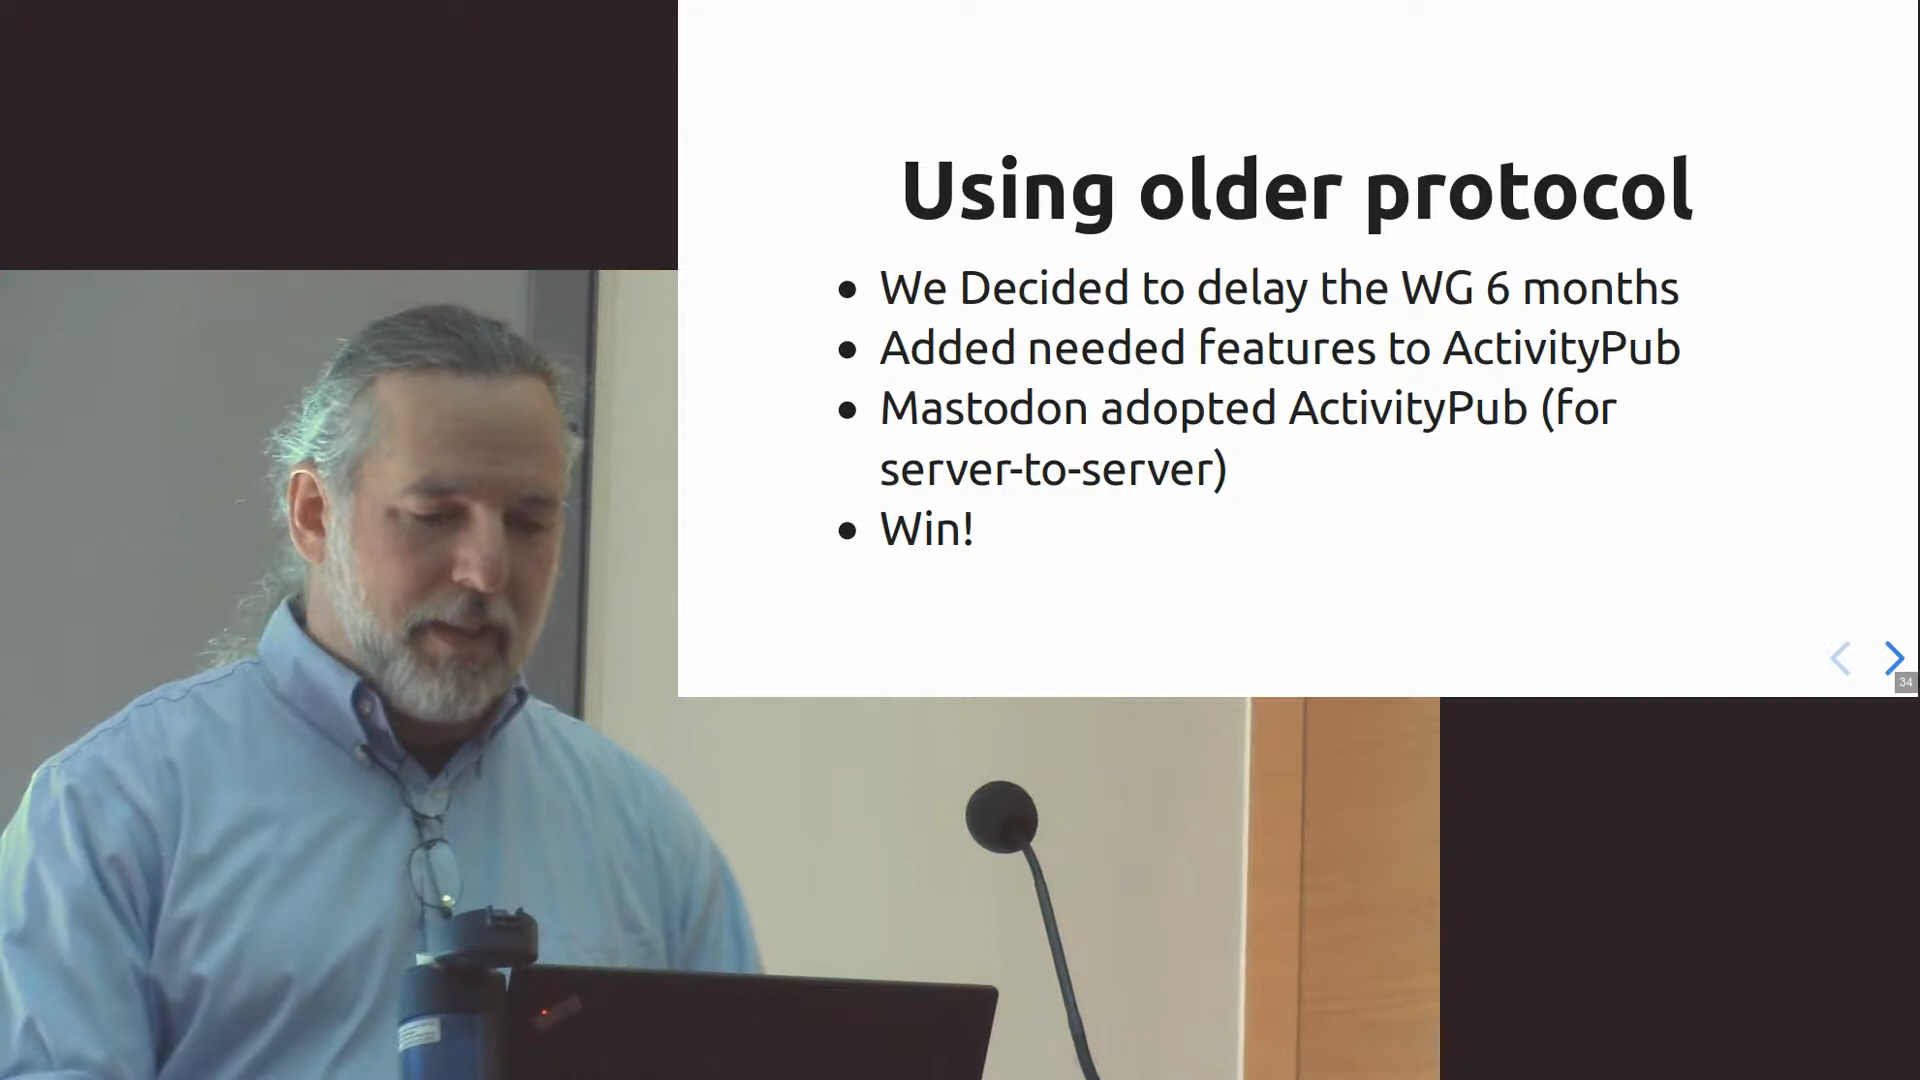 Using older protocol
• We Decided to delay the WG 6 months
• Added needed features to ActivityPub
• Mastodon adopted ActivityPub (for
server-to-server)
• Win!
34